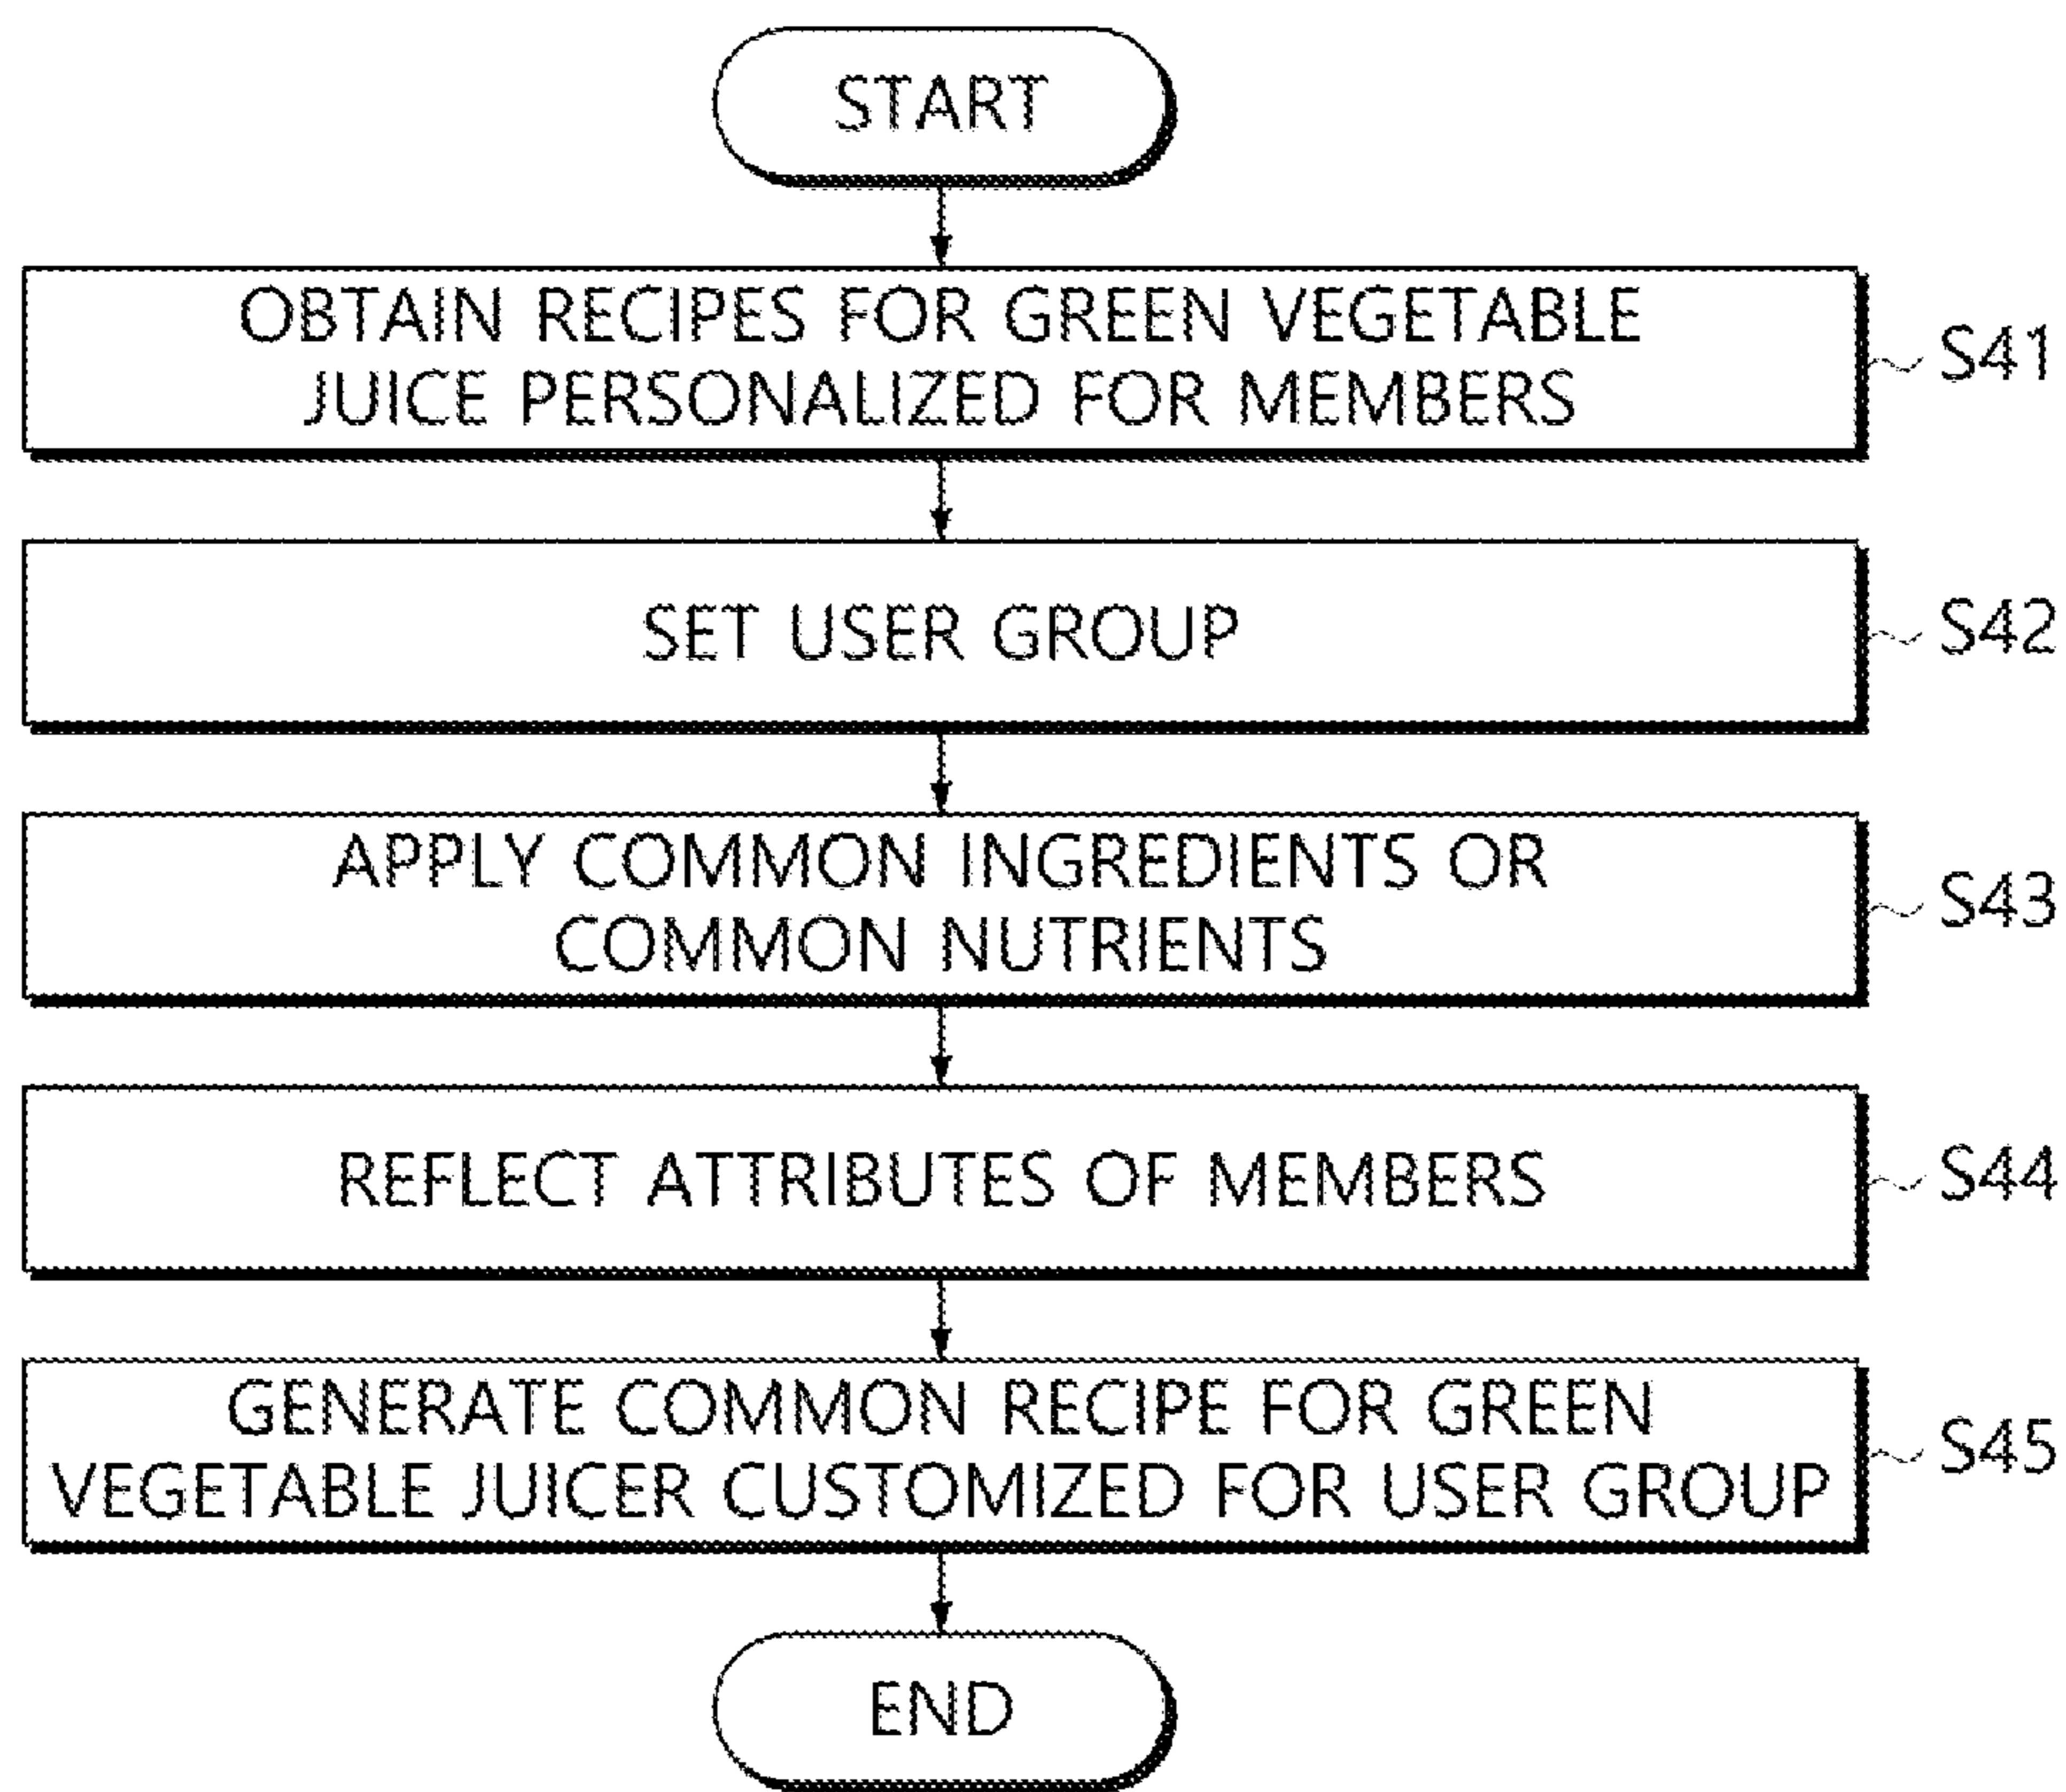 START
OBTAIN RECIPES FOR GREEN VEGETABLE
JUICE PERSONALIZED FOR MEMBERS
S41
SET USER GROUP
S42
APPLY COMMON INGREDIENTS OR
COMMON NUTRIENTS
S43
REFLECT ATTRIBUTES OF MEMBERS
S44
GENERATE COMMON RECIPE FOR GREEN
VEGETABLE JUICER CUSTOMIZED FOR USER GROUP
S45
END